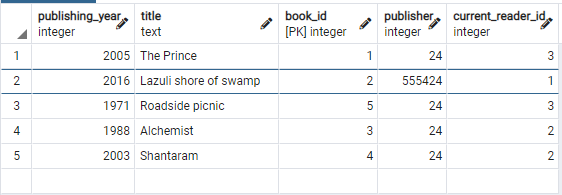 publishing_year title book_id publisher current_reader_id
integer text [PK] integer integer integer
1 2005 The Prince 1 24 3
2 2016 Lazuli shore of swamp 2 555424 1
3 1971 Roadside picnic 5 24 3
4 1988 Alchemist 3 24 2
5 2003 Shantaram 4 24 2